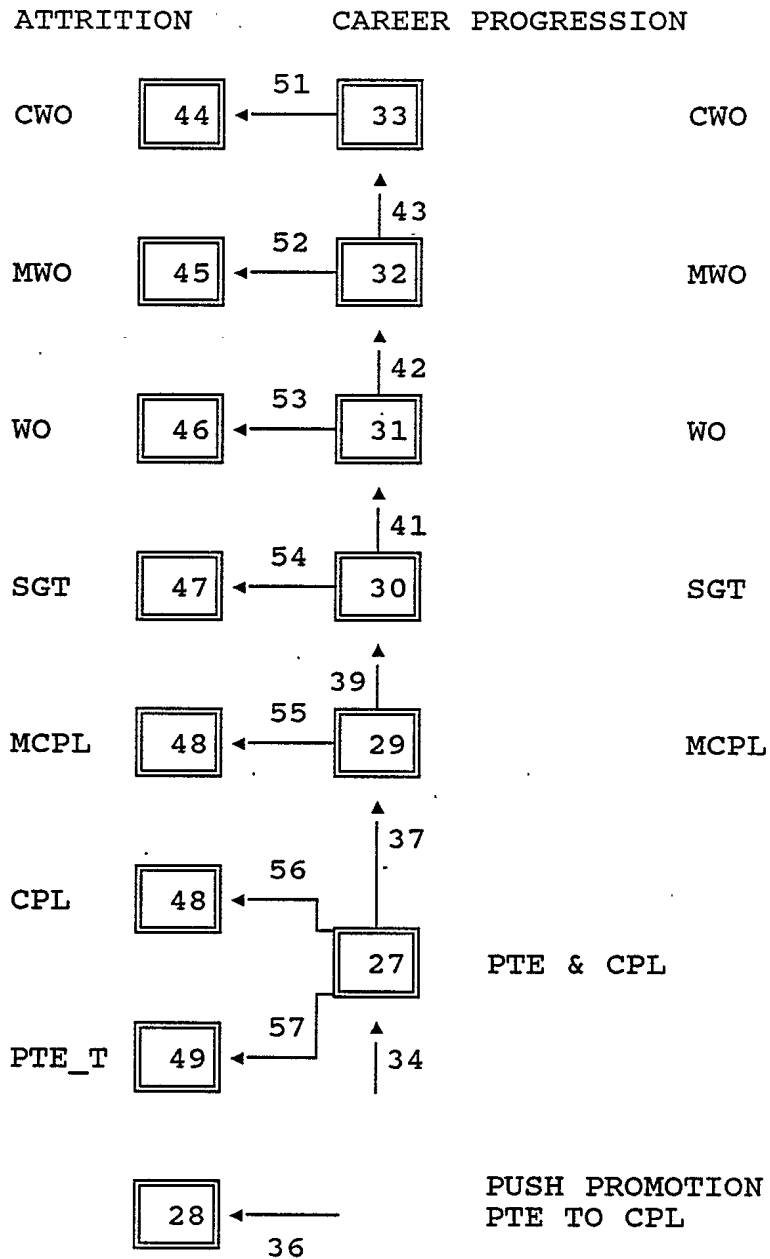 ATTRITION CAREER PROGRESSION
51
CWO 44 33 CWO
43
52
MWO 45 32 MWO
42
53
WO 46 31 WO
41
54
SGT 47 30 SGT
39
55
MCPL 48 29 MCPL
37
56
CPL 48
27 PTE & CPL
57
PTE_T 49 34
PUSH PROMOTION
28 PTE TO CPL
36